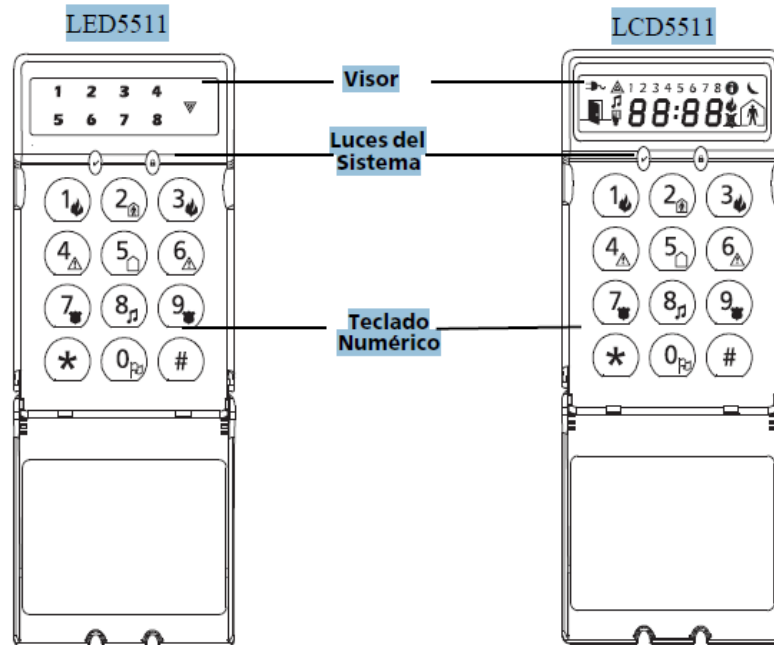 LED5511
LCD5511
1 2 3 4
5 6 7 8
Visor
1 2 3 4 5 6 7 8
88:88
Luces del
Sistema
1 2 3
4 5 6
7 8 9
* 0 #
Teclado
Numérico
1 2 3
4 5 6
7 8 9
* 0 #